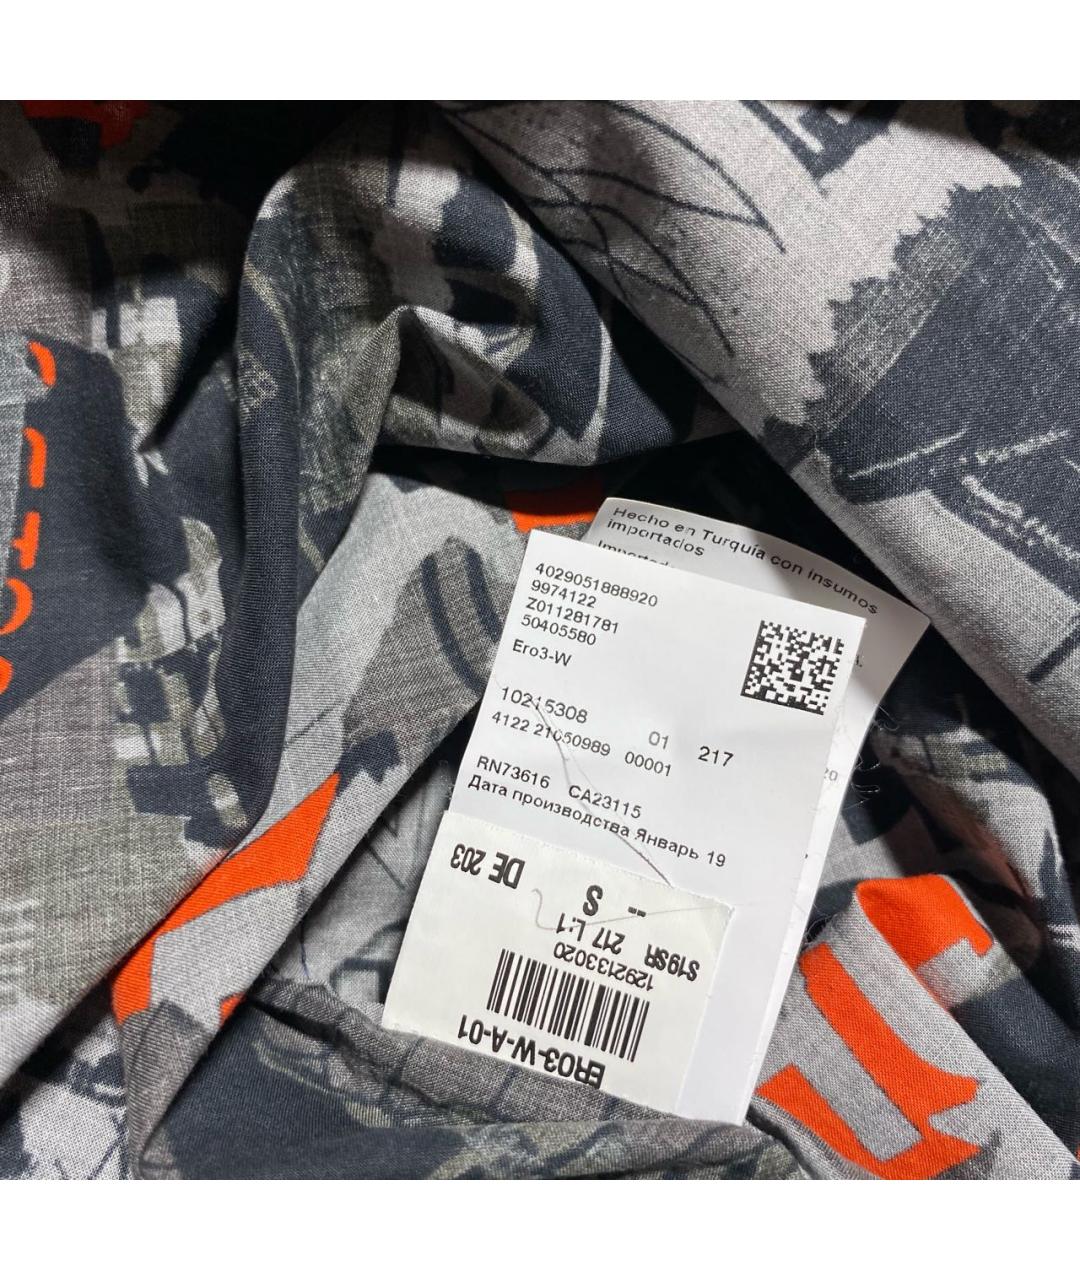 Hecho en Turquía con insumos
importados
4029051888920
9974122
Z011281781
50405580
Ero3-W
10215308 01 217
4122 21050989 00001
RN73616 CA23115
Дата производства Январь 19
ERO3-W-A-01
1292133020
S19SR 217 L:1
-- S
DE 203